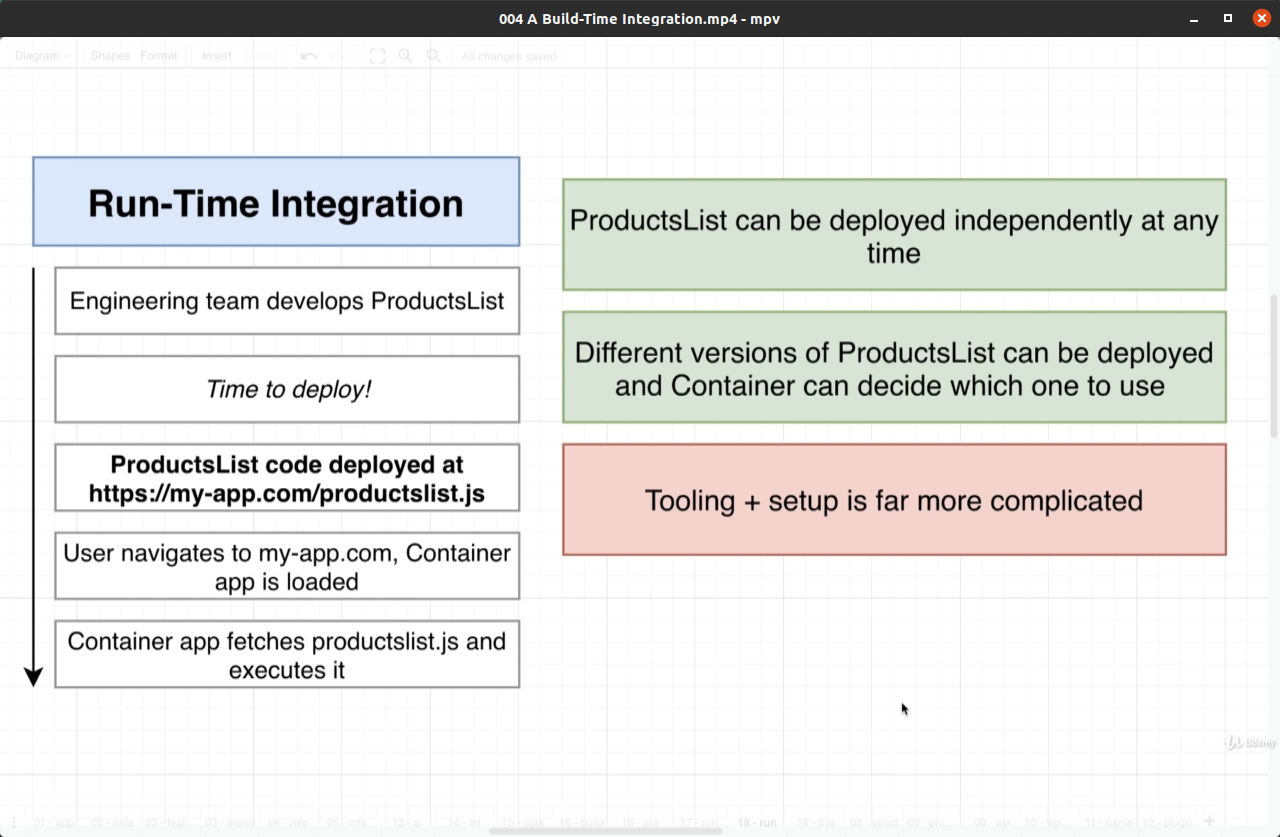 004 A Build-Time Integration.mp4 - mpv
Diagram
Shapes
Format
Insert
All changes saved
Run-Time Integration
Engineering team develops ProductsList
Time to deploy!
ProductsList code deployed at
https://my-app.com/productslist.js
User navigates to my-app.com, Container
app is loaded
Container app fetches productslist.js and
executes it
ProductsList can be deployed independently at any
time
Different versions of ProductsList can be deployed
and Container can decide which one to use
Tooling + setup is far more complicated
Udemy
01 - app
02 - data
03 - feat
03 - mono
04 - mfe
05 - mfe
13 - q
14 - int
15 - opts
16 - build
16 - pro
17 - run
18 - run
19 - this
08 - struct
09 - pro...
09 - wp
10 - wp...
11 - name
12 - plugin